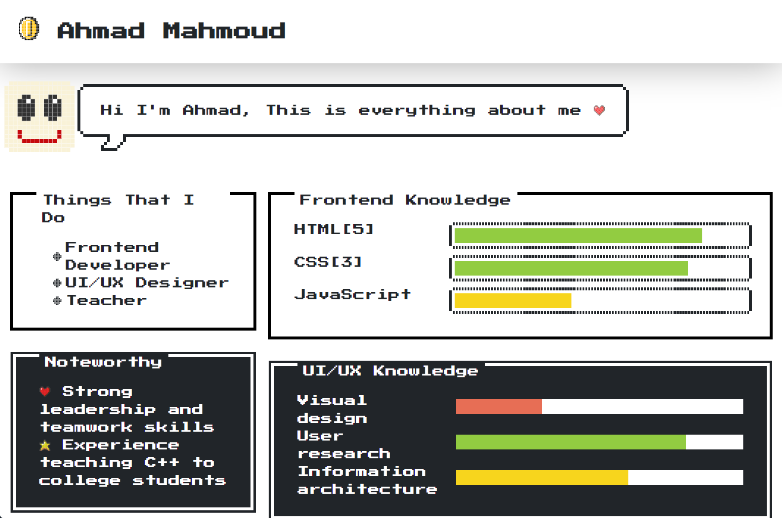 Ahmad Mahmoud
Hi I'm Ahmad, This is everything about me
Things That I
Do
Frontend
Developer
UI/UX Designer
Teacher
Frontend Knowledge
HTML[5]
CSS[3]
JavaScript
Noteworthy
Strong
leadership and
teamwork skills
Experience
teaching C++ to
college students
UI/UX Knowledge
Visual
design
User
research
Information
architecture